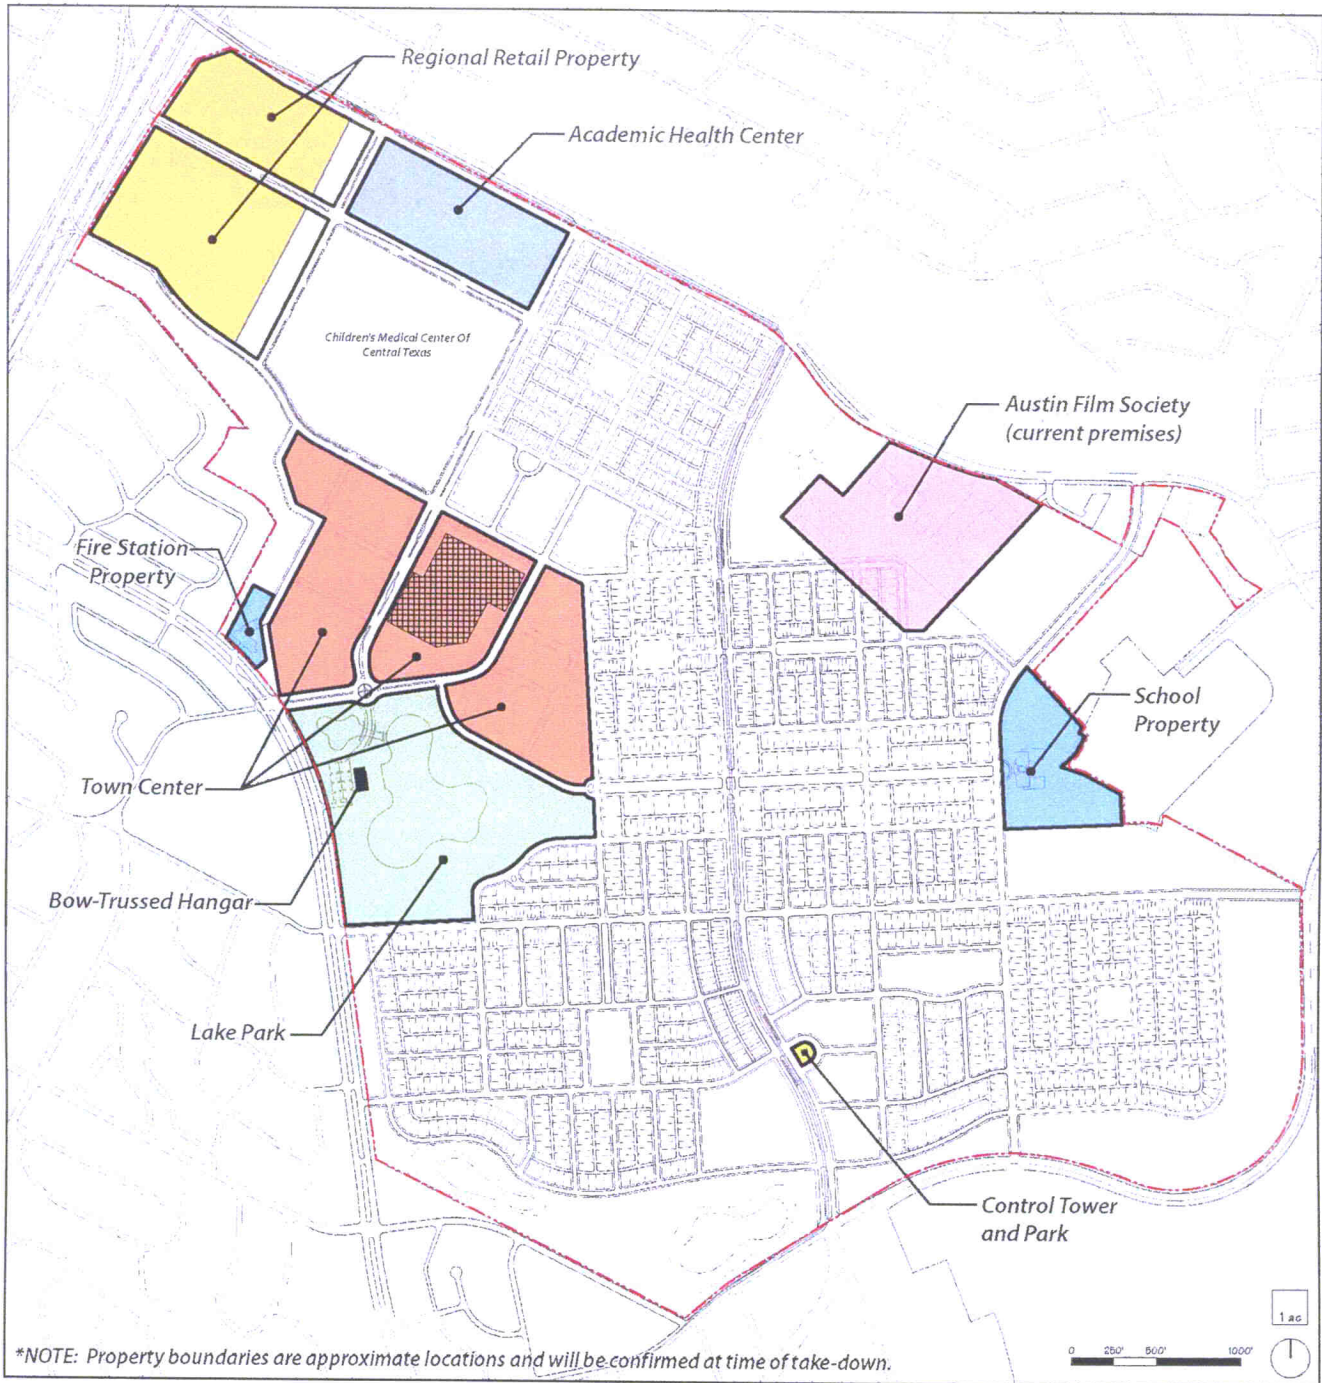 Regional Retail Property
Academic Health Center
Children's Medical Center Of
Central Texas
Austin Film Society
(current premises)
Fire Station
Property
School
Property
Town Center
Bow-Trussed Hangar
Lake Park
Control Tower
and Park
1 ac
*NOTE: Property boundaries are approximate locations and will be confirmed at time of take-down.
0 250' 500' 1000'